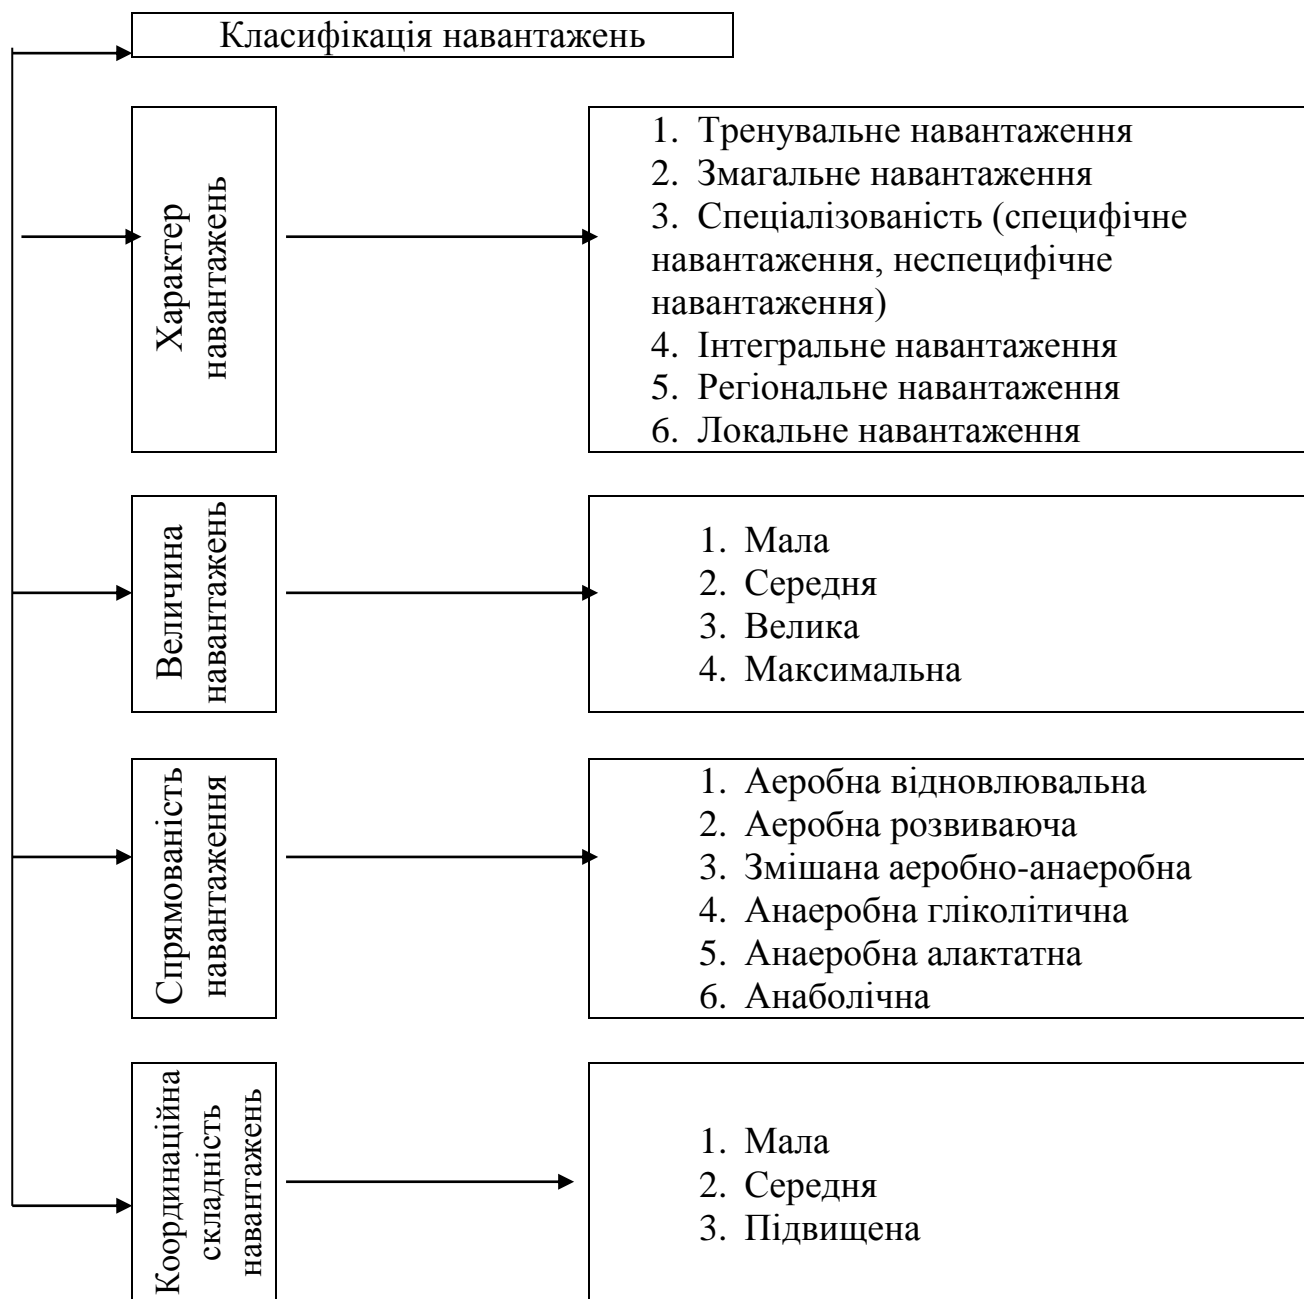 Класифікація навантажень
Характер
навантажень
1. Тренувальне навантаження
2. Змагальне навантаження
3. Спеціалізованість (специфічне
навантаження, неспецифічне
навантаження)
4. Інтегральне навантаження
5. Регіональне навантаження
6. Локальне навантаження
Величина
навантажень
1. Мала
2. Середня
3. Велика
4. Максимальна
Спрямованість
навантаження
1. Аеробна відновлювальна
2. Аеробна розвиваюча
3. Змішана аеробно-анаеробна
4. Анаеробна гліколітична
5. Анаеробна алактатна
6. Анаболічна
Координаційна
складність
навантажень
1. Мала
2. Середня
3. Підвищена